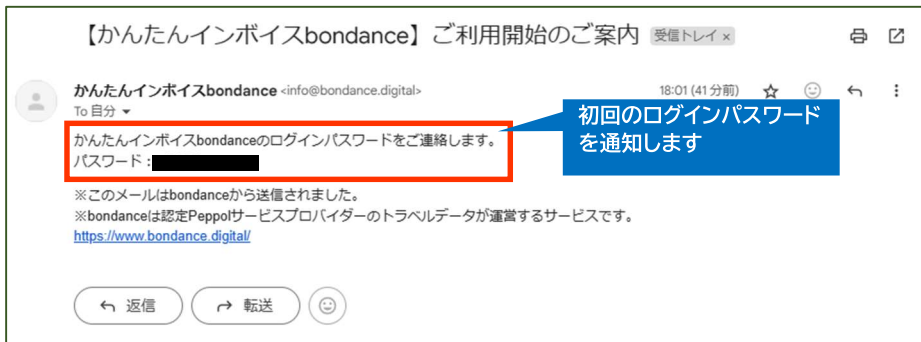 【かんたんインボイスbondance】ご利用開始のご案内 受信トレイ ×
かんたんインボイスbondance <info@bondance.digital>
18:01 (41 分前)
To 自分
初回のログインパスワード
を通知します
かんたんインボイスbondanceのログインパスワードをご連絡します。
パスワード：
※このメールはbondanceから送信されました。
※bondanceは認定Peppolサービスプロバイダーのトラベルデータが運営するサービスです。
https://www.bondance.digital/
返信 転送